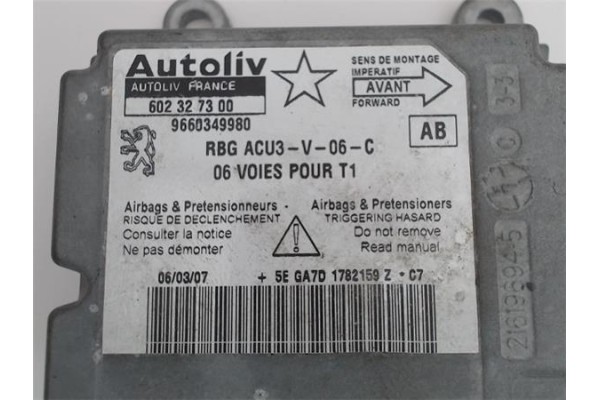 Autoliv
AUTOLIV FRANCE
602 32 73 00
9660349980
SENS DE MONTAGE
IMPERATIF
AVANT
FORWARD
AB
RBG ACU3-V-06-C
06 VOIES POUR T1
Airbags & Pretensionneurs -
RISQUE DE DECLENCHEMENT
Consulter la notice
Ne pas démonter
Airbags & Pretensioners
TRIGGERING HASARD
Do not remove
Read manual
06/03/07 + 5E GA7D 1782159 Z - C7
3-3
21619694-5